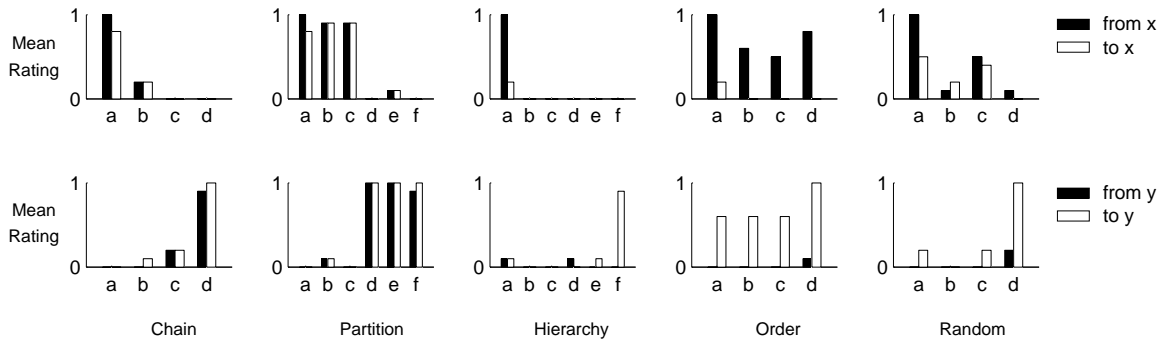 1 1 1 1 1 from x
Mean to x
Rating
0 0 0 0 0
a b c d a b c d e f a b c d e f a b c d a b c d
1 1 1 1 1 from y
Mean to y
Rating
0 0 0 0 0
a b c d a b c d e f a b c d e f a b c d a b c d
Chain Partition Hierarchy Order Random